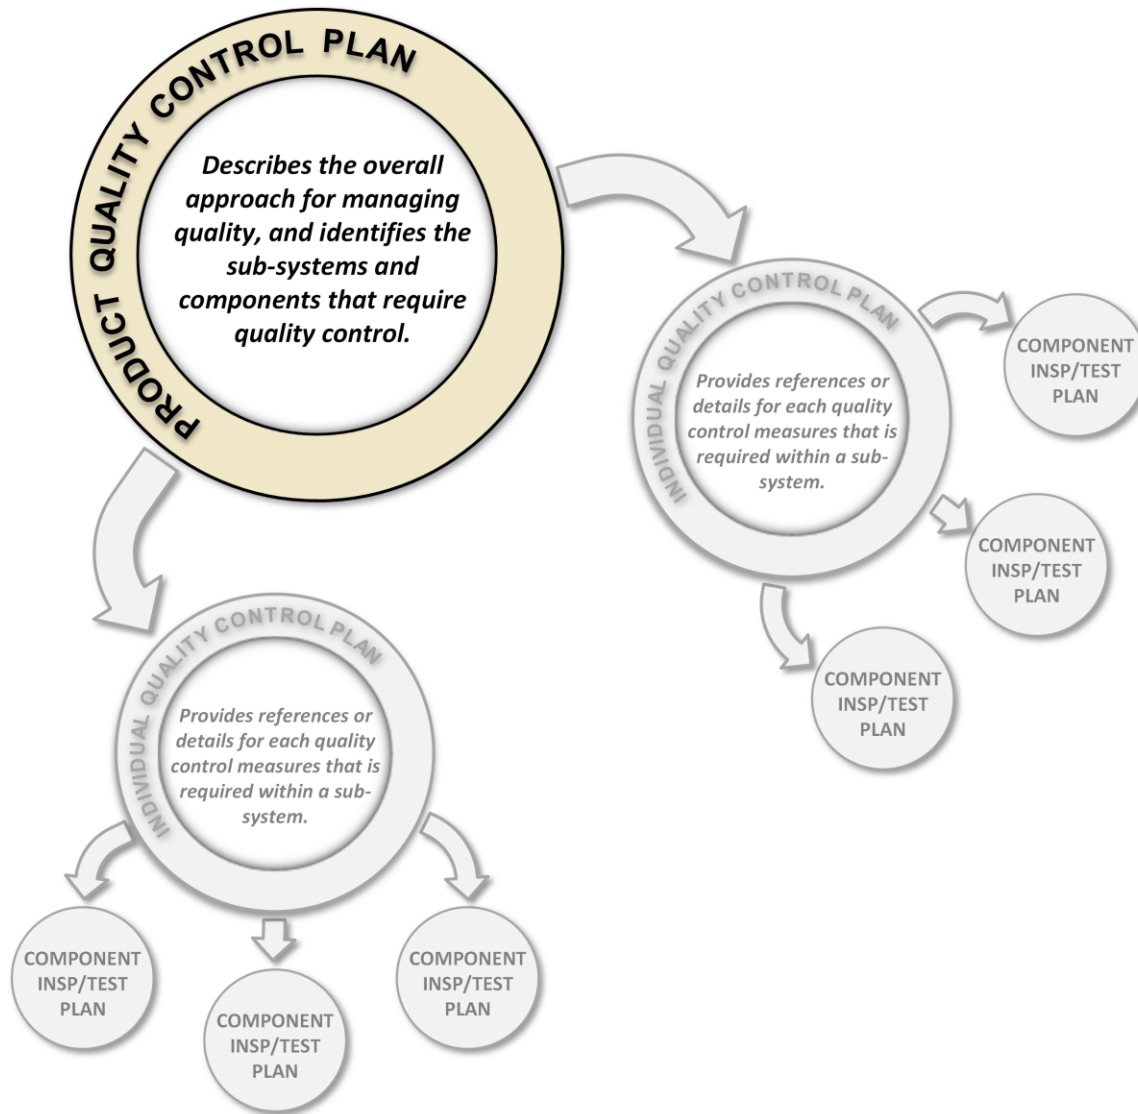 PRODUCT QUALITY CONTROL PLAN
Describes the overall
approach for managing
quality, and identifies the
sub-systems and
components that require
quality control.
INDIVIDUAL QUALITY CONTROL PLAN
Provides references or
details for each quality
control measures that is
required within a sub-
system.
COMPONENT
INSP/TEST
PLAN
COMPONENT
INSP/TEST
PLAN
COMPONENT
INSP/TEST
PLAN
INDIVIDUAL QUALITY CONTROL PLAN
Provides references or
details for each quality
control measures that is
required within a sub-
system.
COMPONENT
INSP/TEST
PLAN
COMPONENT
INSP/TEST
PLAN
COMPONENT
INSP/TEST
PLAN